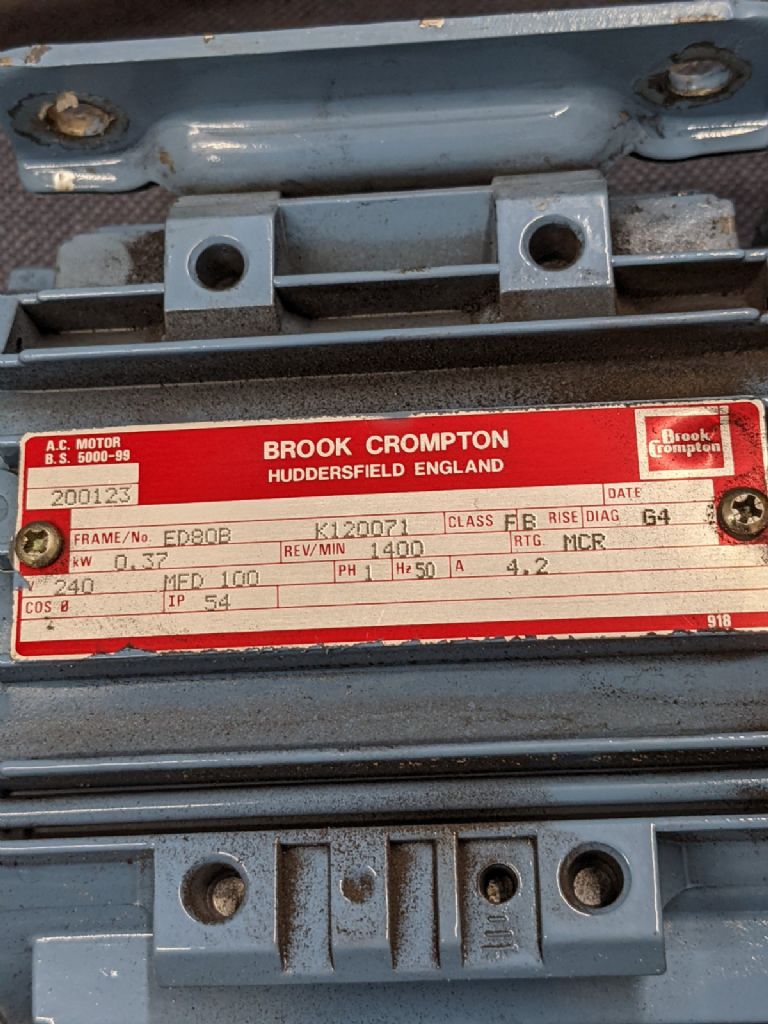 A.C. MOTOR
B.S. 5000-99
BROOK CROMPTON
HUDDERSFIELD ENGLAND
Brook
Crompton
200123
DATE
FRAME/No. ED80B K120071 CLASS FB RISE DIAG G4
kW 0.37 REV/MIN 1400 RTG. MCR
V 240 MFD 100 PH 1 Hz 50 A 4.2
COS Ø IP 54
918